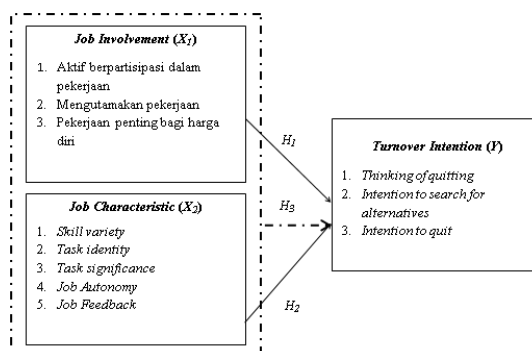 Job Involvement (X1)
1. Aktif berpartisipasi dalam
pekerjaan
2. Mengutamakan pekerjaan
3. Pekerjaan penting bagi harga
diri
H1
Turnover Intention (Y)
1. Thinking of quitting
2. Intention to search for
alternatives
3. Intention to quit
H3
Job Characteristic (X2)
1. Skill variety
2. Task identity
3. Task significance
4. Job Autonomy
5. Job Feedback
H2